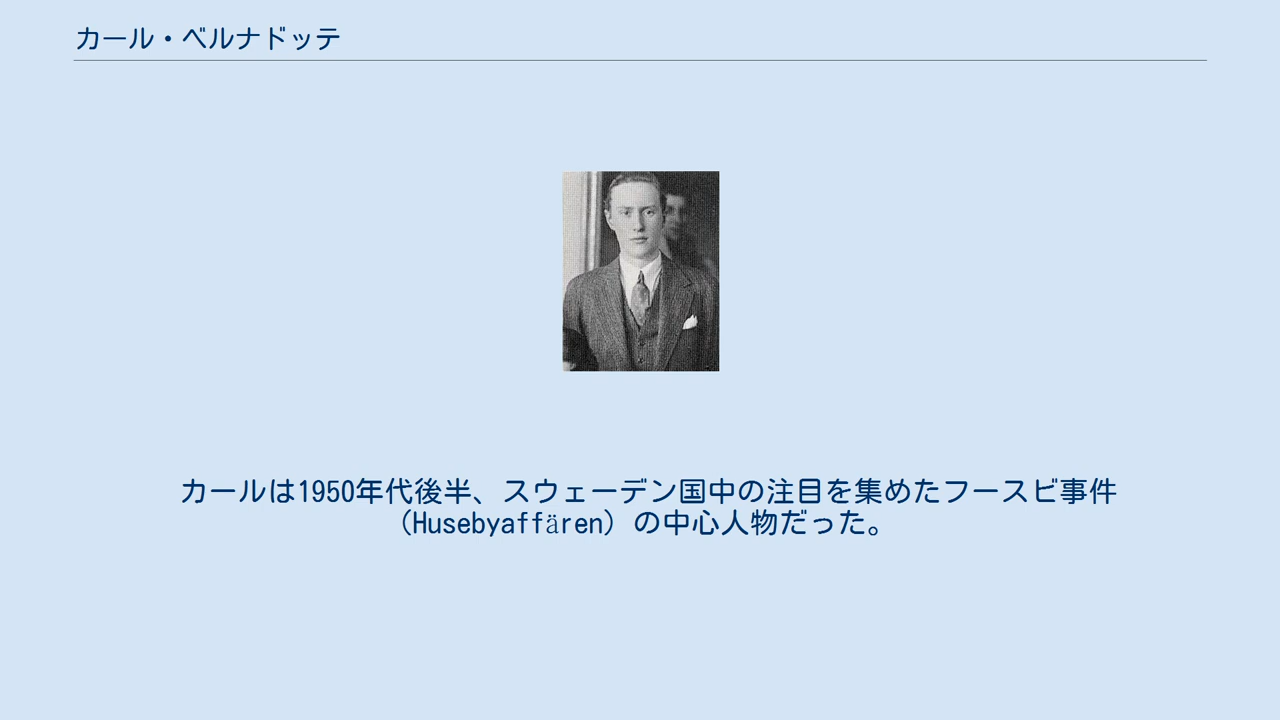 カール・ベルナドッテ
カールは1950年代後半、スウェーデン国中の注目を集めたフースビ事件
（Husebyaffären）の中心人物だった。